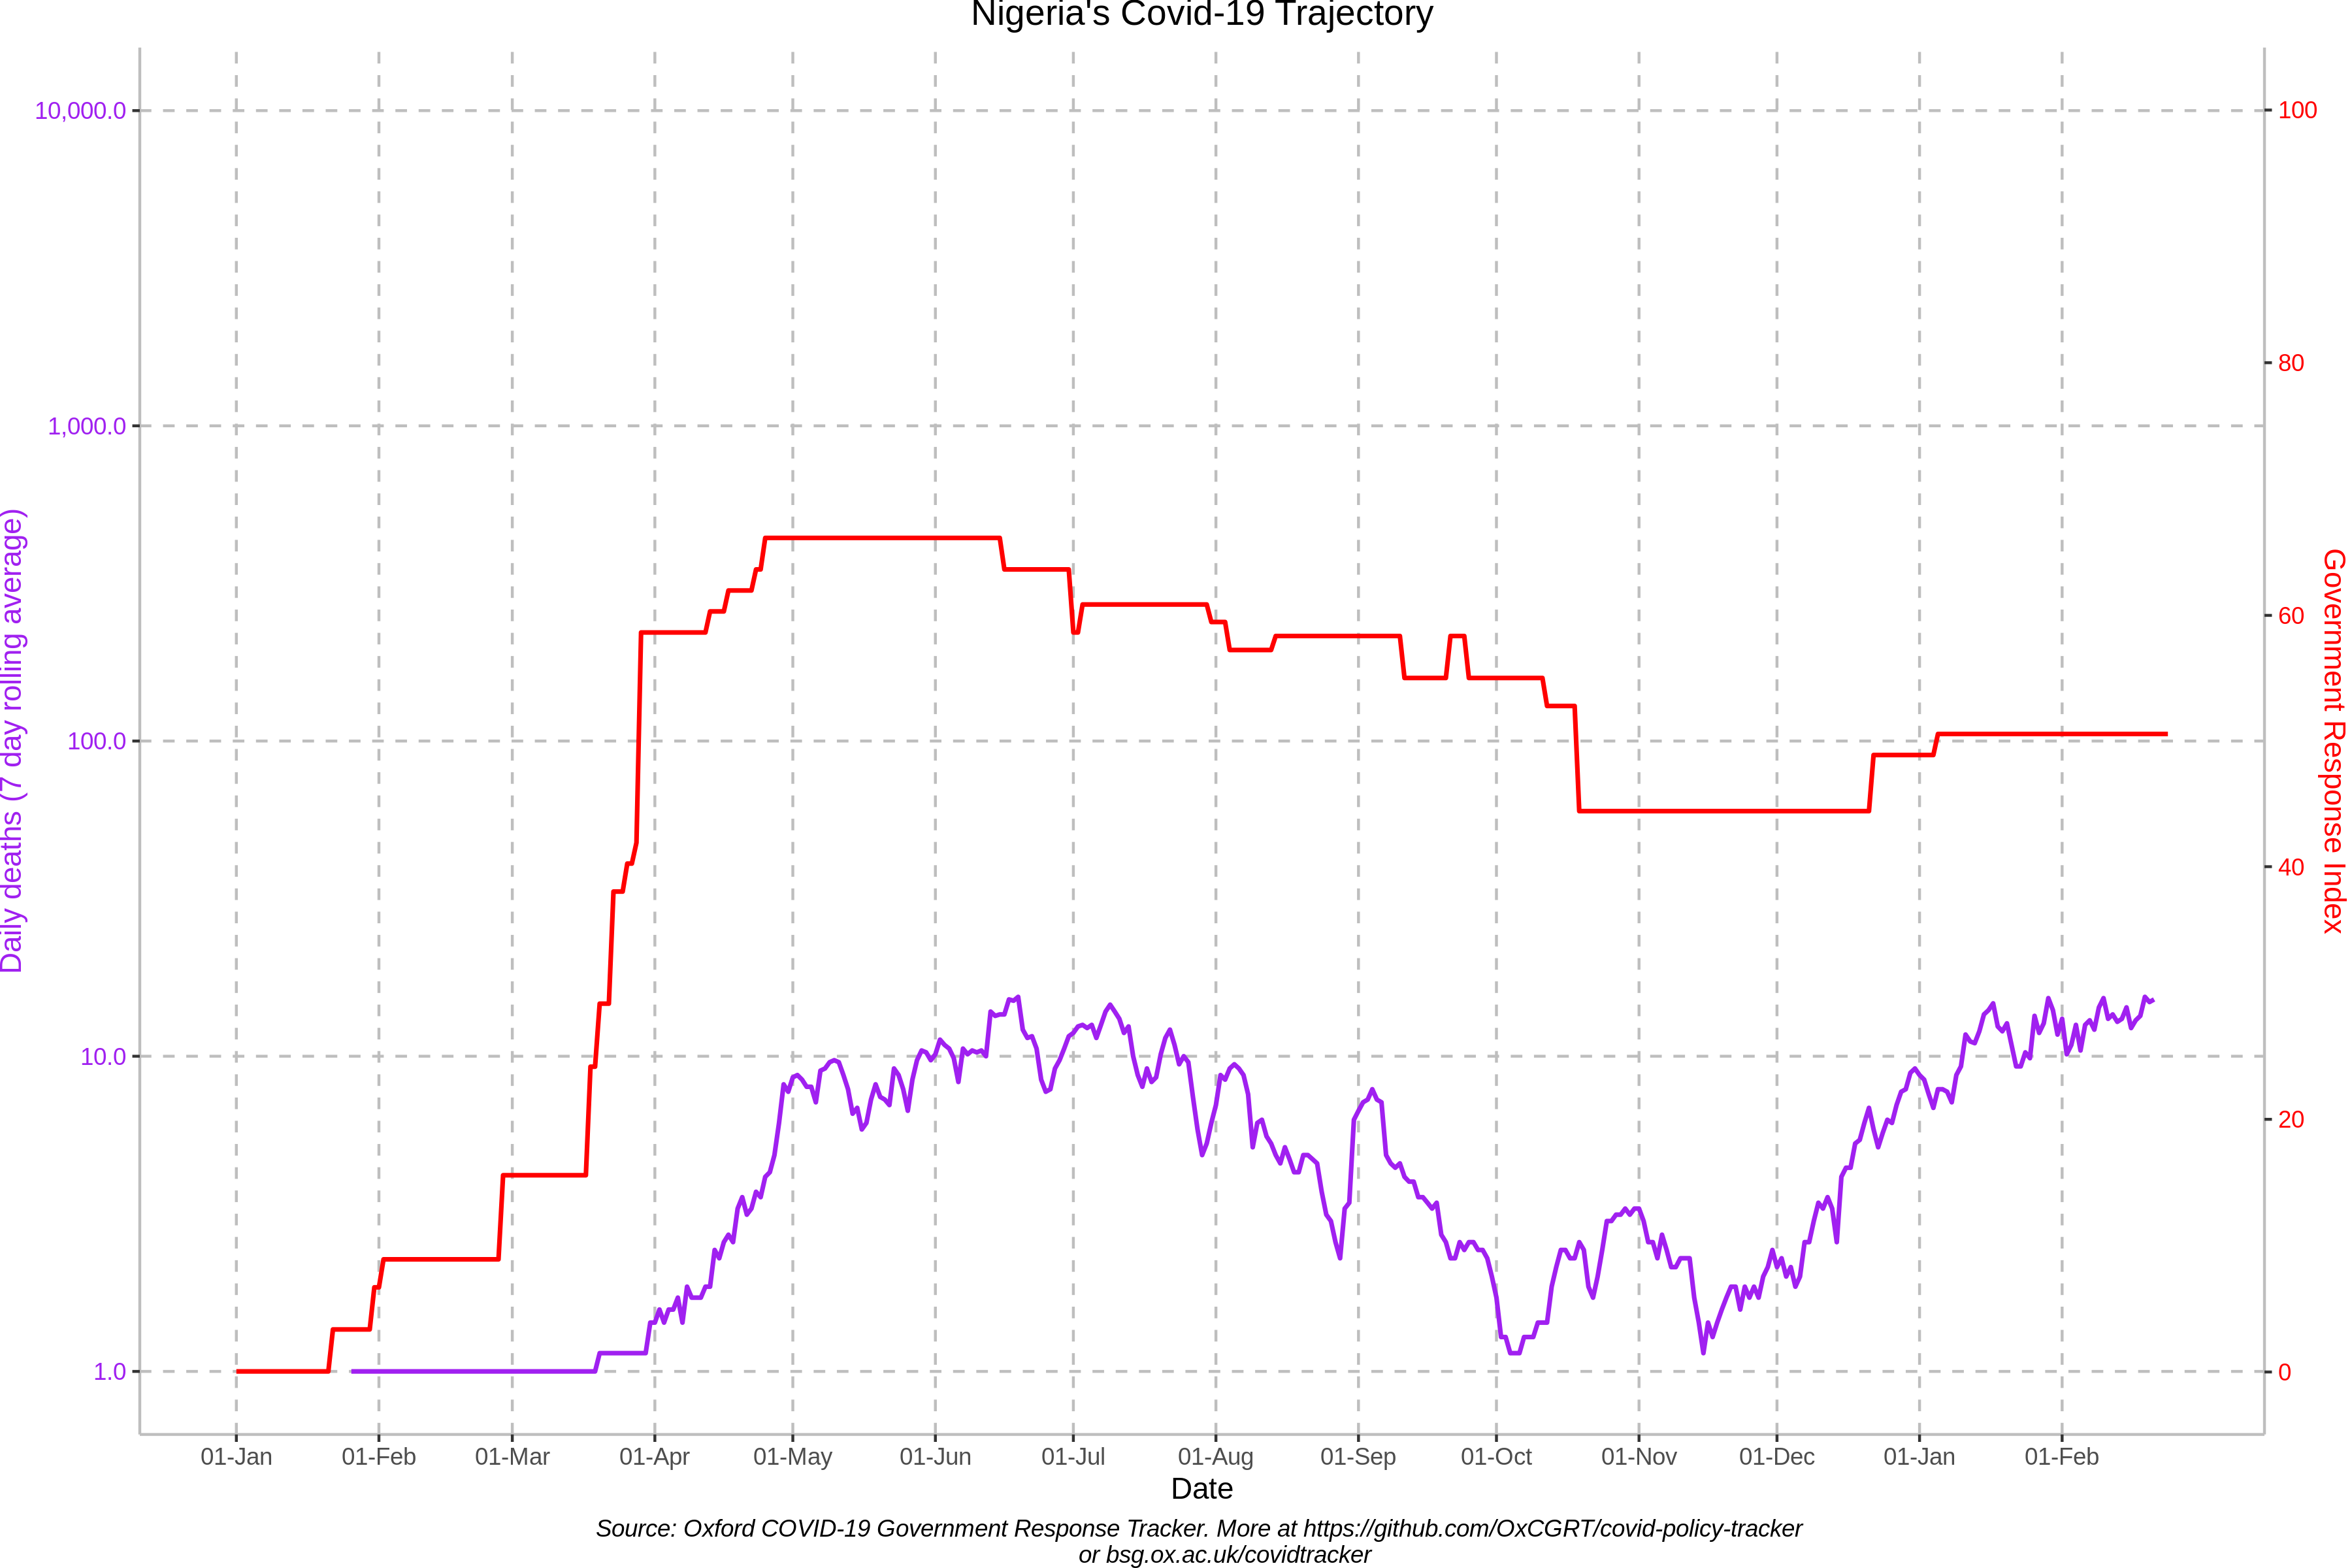 Nigeria's Covid-19 Trajectory
10,000.0
1,000.0
100.0
10.0
1.0
Daily deaths (7 day rolling average)
100
80
60
40
20
0
Government Response Index
01-Jan 01-Feb 01-Mar 01-Apr 01-May 01-Jun 01-Jul 01-Aug 01-Sep 01-Oct 01-Nov 01-Dec 01-Jan 01-Feb
Date
Source: Oxford COVID-19 Government Response Tracker. More at https://github.com/OxCGRT/covid-policy-tracker
or bsg.ox.ac.uk/covidtracker